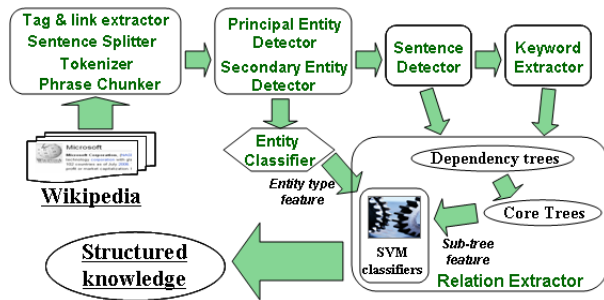 Tag & link extractor
Sentence Splitter
Tokenizer
Phrase Chunker
Principal Entity
Detector
Secondary Entity
Detector
Sentence
Detector
Keyword
Extractor
Microsoft
Wikipedia
Entity
Classifier
Entity type
feature
Dependency trees
Core Trees
Sub-tree
feature
SVM
classifiers
Relation Extractor
Structured
knowledge